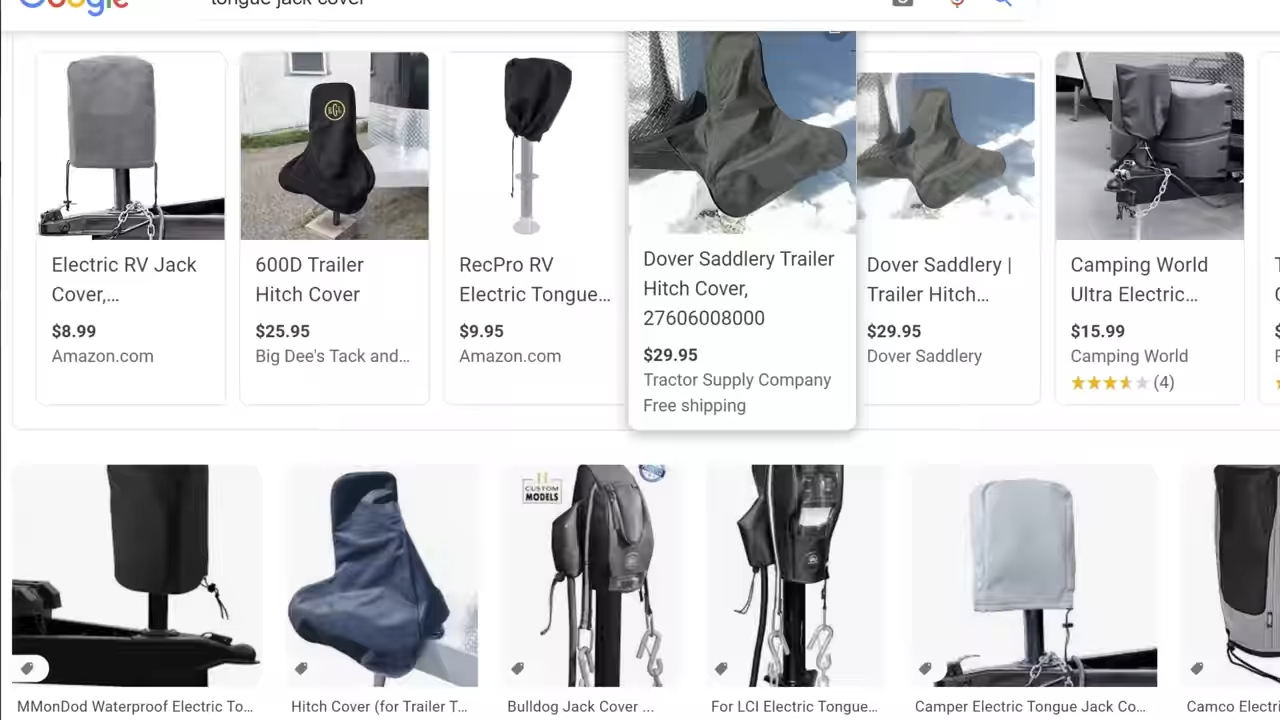 Google
tongue jack cover
Electric RV Jack
Cover,...
$8.99
Amazon.com
600D Trailer
Hitch Cover
$25.95
Big Dee's Tack and...
RecPro RV
Electric Tongue...
$9.95
Amazon.com
Dover Saddlery Trailer
Hitch Cover,
27606008000
$29.95
Tractor Supply Company
Free shipping
Dover Saddlery |
Trailer Hitch...
$29.95
Dover Saddlery
Camping World
Ultra Electric...
$15.99
Camping World
(4)
CUSTOM
MODELS
MMonDod Waterproof Electric To...
Hitch Cover (for Trailer T...
Bulldog Jack Cover ...
For LCI Electric Tongue...
Camper Electric Tongue Jack Co...
Camco Electri